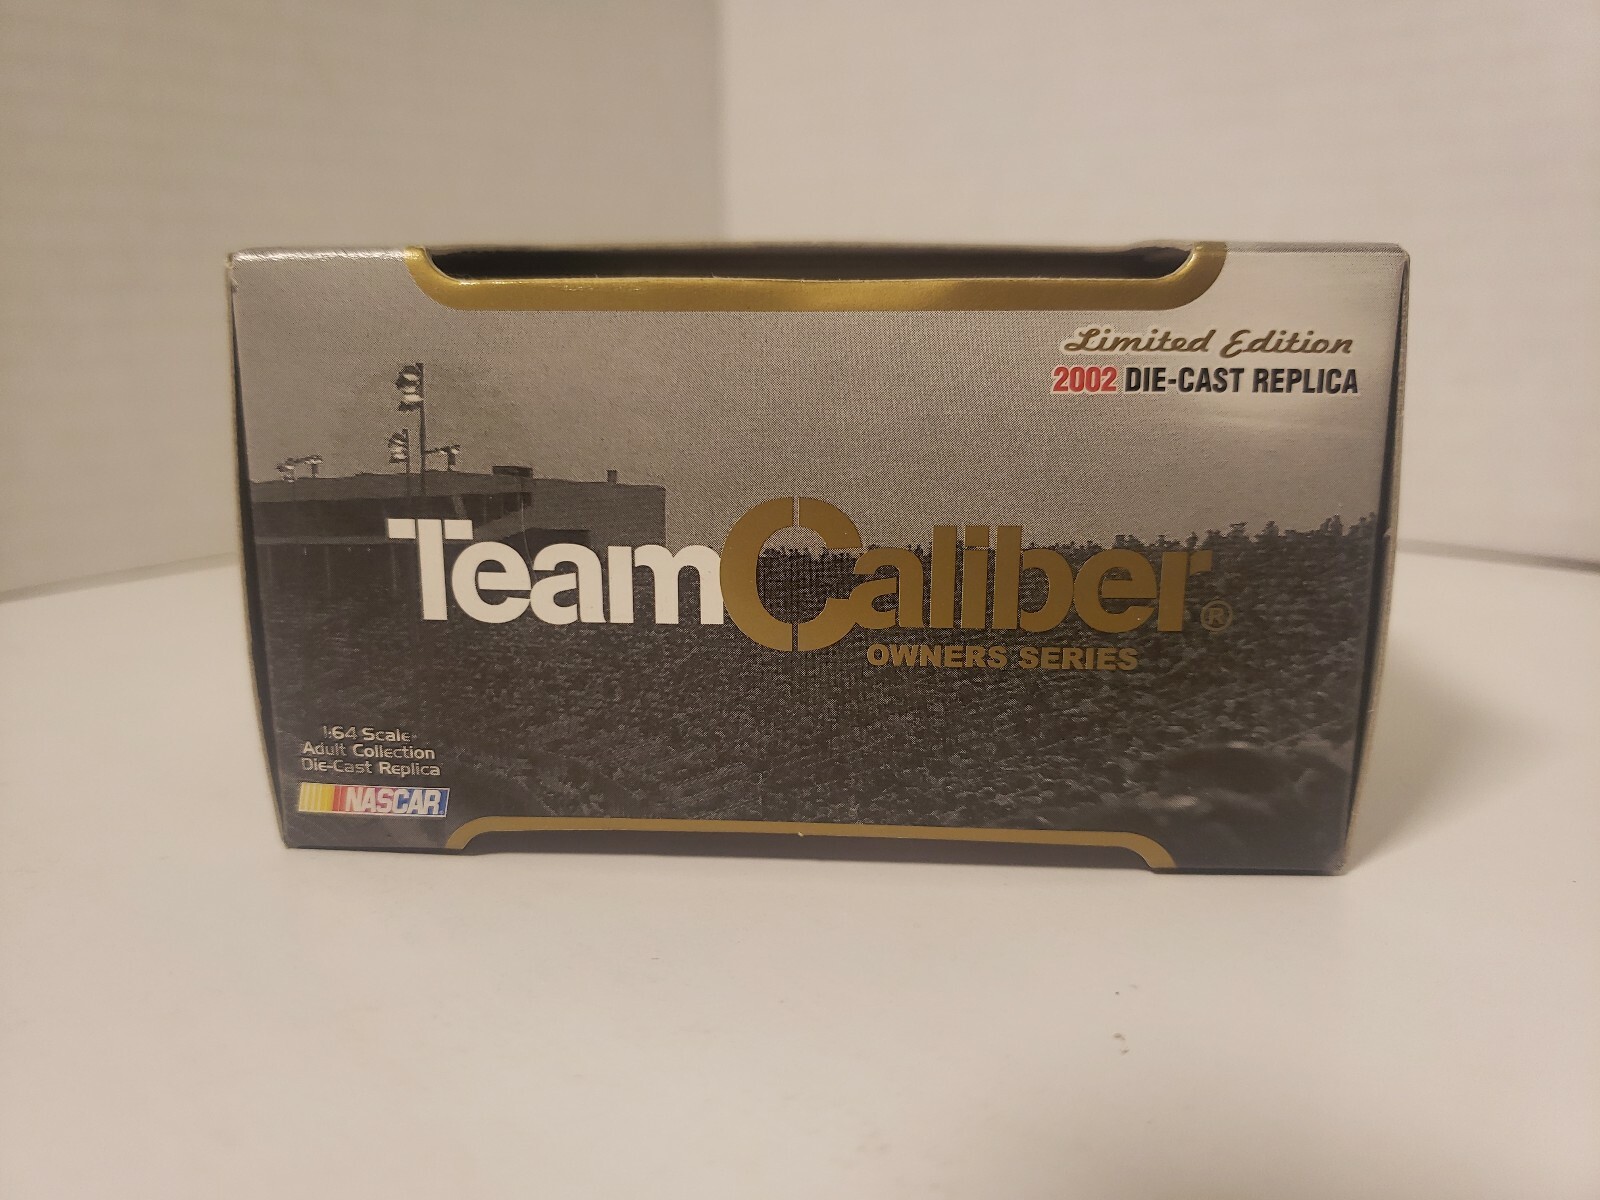 Limited Edition
2002 DIE-CAST REPLICA
TeamCaliber®
OWNERS SERIES
1:64 Scale
Adult Collection
Die-Cast Replica
NASCAR